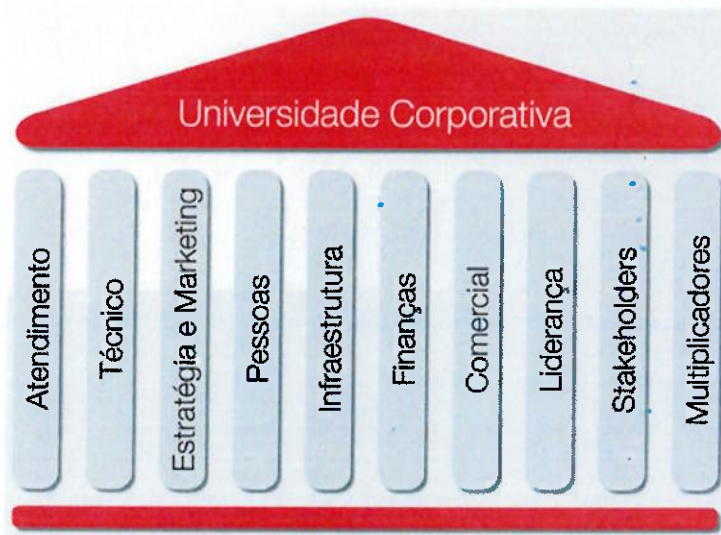 Universidade Corporativa
Atendimento
Técnico
Estratégia e Marketing
Pessoas
Infraestrutura
Finanças
Comercial
Liderança
Stakeholders
Multiplicadores